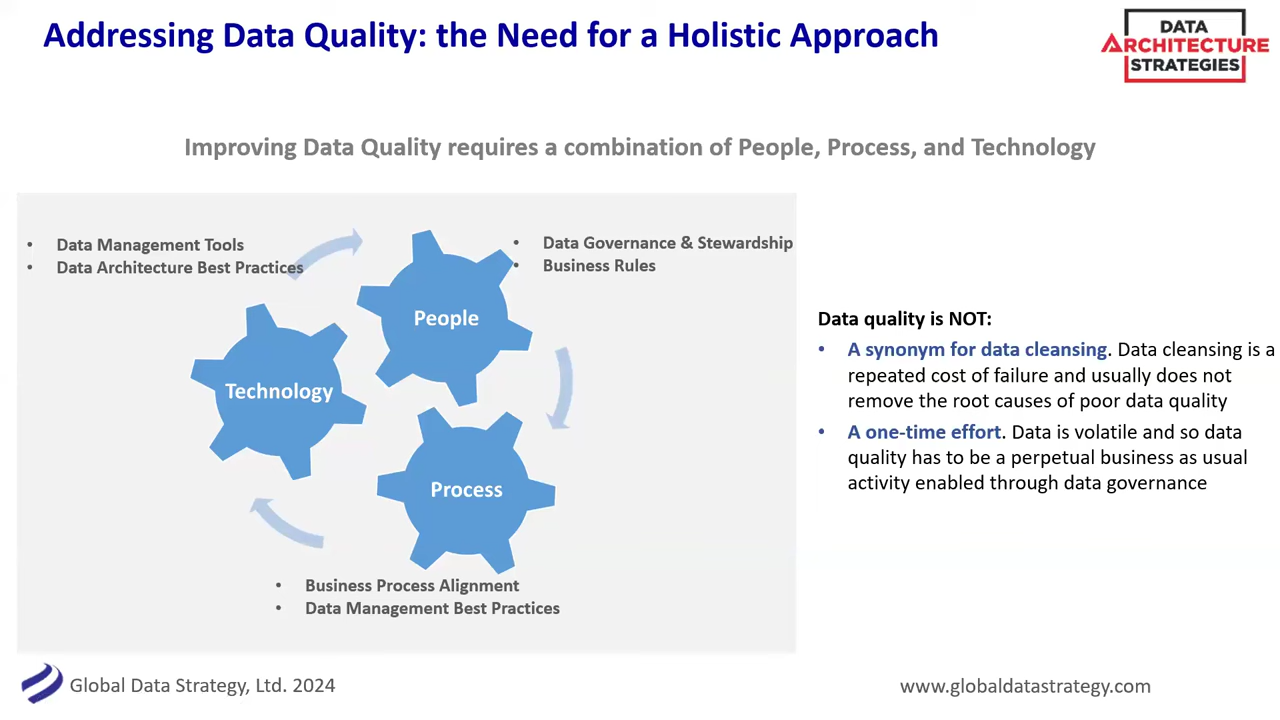 Addressing Data Quality: the Need for a Holistic Approach
DATA
ARCHITECTURE
STRATEGIES
Improving Data Quality requires a combination of People, Process, and Technology
• Data Management Tools
• Data Architecture Best Practices
• Data Governance & Stewardship
• Business Rules
People
Technology
Process
• Business Process Alignment
• Data Management Best Practices
Data quality is NOT:
• A synonym for data cleansing. Data cleansing is a
repeated cost of failure and usually does not
remove the root causes of poor data quality
• A one-time effort. Data is volatile and so data
quality has to be a perpetual business as usual
activity enabled through data governance
Global Data Strategy, Ltd. 2024
www.globaldatastrategy.com